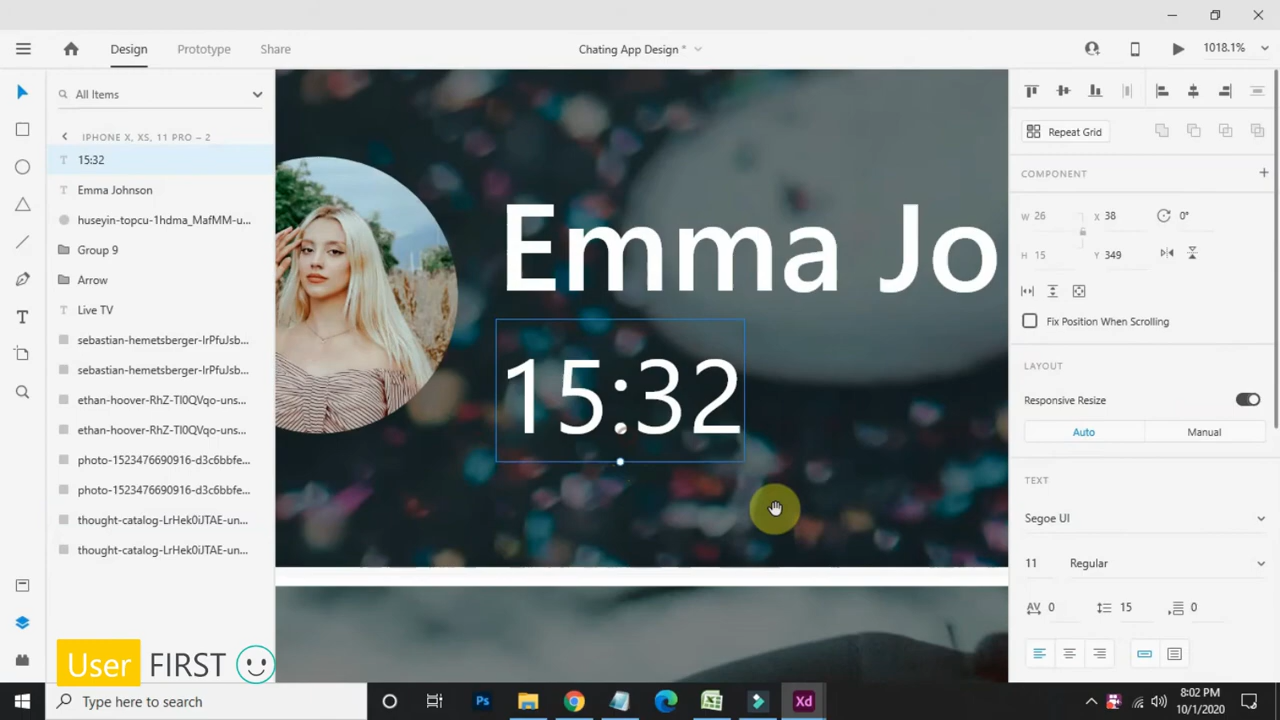 Design
Prototype
Share
Chating App Design *
1018.1%
All Items
IPHONE X, XS, 11 PRO – 2
15:32
Emma Johnson
huseyin-topcu-1hdma_MafMM-u...
Group 9
Arrow
Live TV
sebastian-hemetsberger-IrPfuJsb...
sebastian-hemetsberger-IrPfuJsb...
ethan-hoover-RhZ-TI0QVqo-uns...
ethan-hoover-RhZ-TI0QVqo-uns...
photo-1523476690916-d3c6bbfe...
photo-1523476690916-d3c6bbfe...
thought-catalog-LrHek0iJTAE-un...
thought-catalog-LrHek0iJTAE-un...
T
Emma Jo
15:32
Repeat Grid
COMPONENT
W 26
X 38
0°
H 15
Y 349
Fix Position When Scrolling
LAYOUT
Responsive Resize
Auto
Manual
TEXT
Segoe UI
11
Regular
AV 0
15
0
User FIRST
Type here to search
Ps
Xd
8:02 PM
10/1/2020